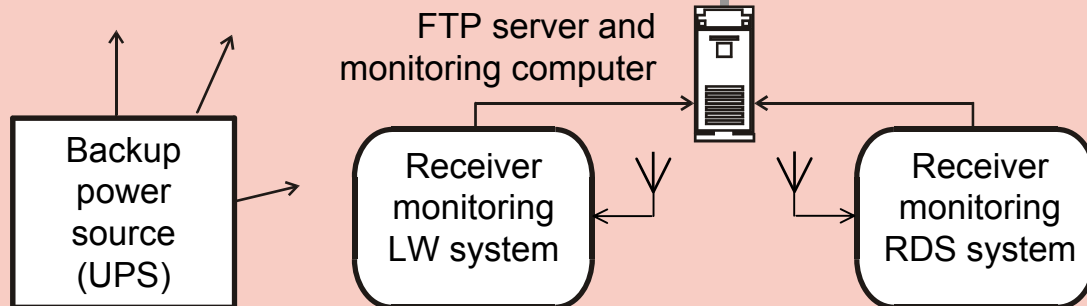 FTP server and
monitoring computer
Backup
power
source
(UPS)
Receiver
monitoring
LW system
Receiver
monitoring
RDS system